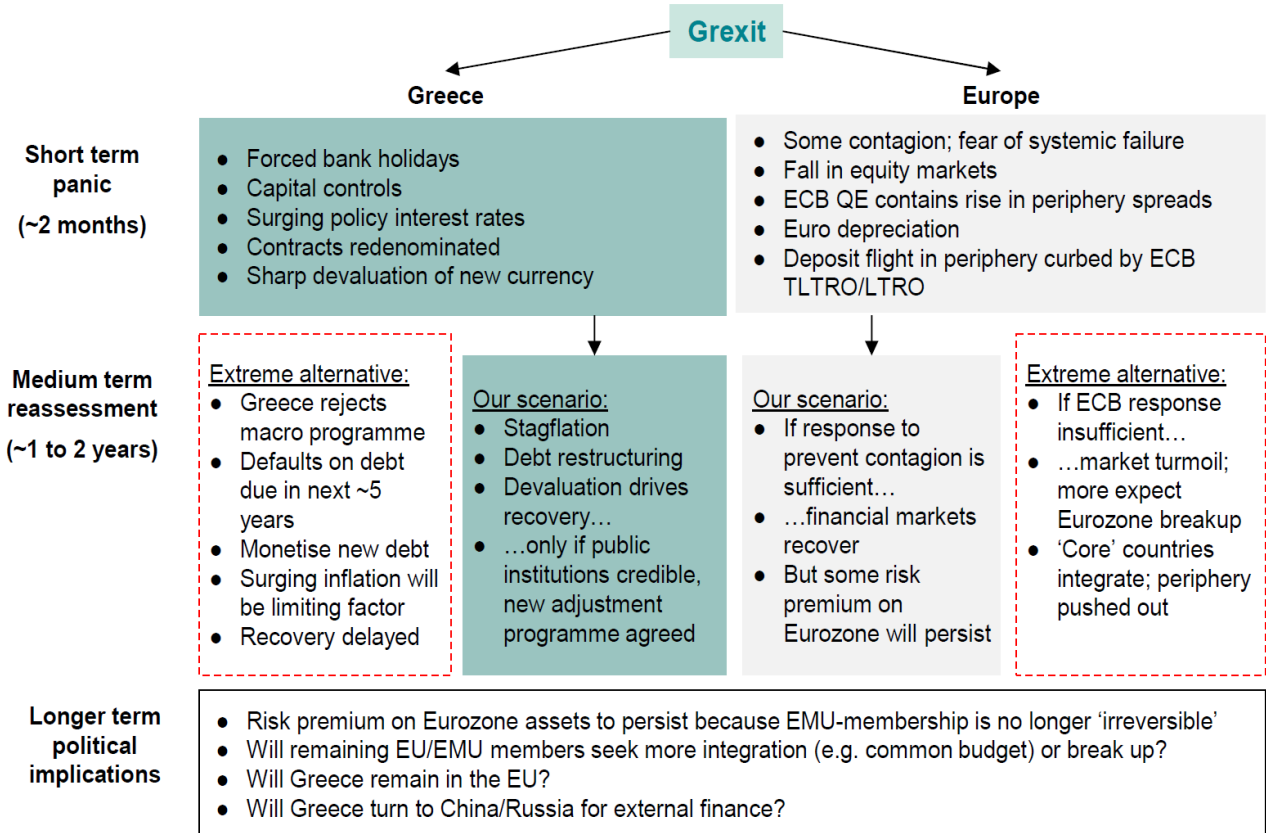 Grexit
Greece
Europe
Short term
panic
(~2 months)
● Forced bank holidays
● Capital controls
● Surging policy interest rates
● Contracts redenominated
● Sharp devaluation of new currency
● Some contagion; fear of systemic failure
● Fall in equity markets
● ECB QE contains rise in periphery spreads
● Euro depreciation
● Deposit flight in periphery curbed by ECB
TLTRO/LTRO
Medium term
reassessment
(~1 to 2 years)
Extreme alternative:
● Greece rejects
macro programme
● Defaults on debt
due in next ~5
years
● Monetise new debt
● Surging inflation will
be limiting factor
● Recovery delayed
Our scenario:
● Stagflation
● Debt restructuring
● Devaluation drives
recovery…
● …only if public
institutions credible,
new adjustment
programme agreed
Our scenario:
● If response to
prevent contagion is
sufficient…
● …financial markets
recover
● But some risk
premium on
Eurozone will persist
Extreme alternative:
● If ECB response
insufficient…
● …market turmoil;
more expect
Eurozone breakup
● ‘Core’ countries
integrate; periphery
pushed out
Longer term
political
implications
● Risk premium on Eurozone assets to persist because EMU-membership is no longer ‘irreversible’
● Will remaining EU/EMU members seek more integration (e.g. common budget) or break up?
● Will Greece remain in the EU?
● Will Greece turn to China/Russia for external finance?